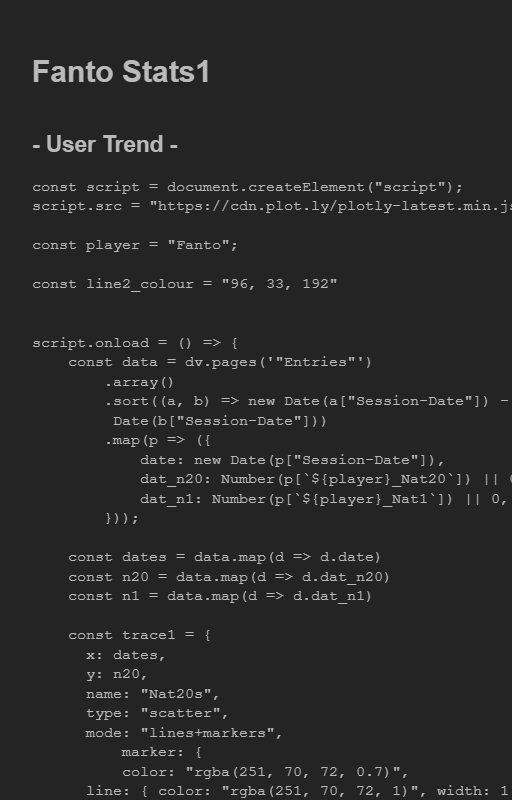 Fanto Stats1
- User Trend -
const script = document.createElement("script");
script.src = "https://cdn.plot.ly/plotly-latest.min.js
const player = "Fanto";
const line2_colour = "96, 33, 192"
script.onload = () => {
    const data = dv.pages('"Entries"')
        .array()
        .sort((a, b) => new Date(a["Session-Date"]) -
         Date(b["Session-Date"]))
        .map(p => ({
            date: new Date(p["Session-Date"]),
            dat_n20: Number(p[`${player}_Nat20`]) || 0
            dat_n1: Number(p[`${player}_Nat1`]) || 0,
        }));
    const dates = data.map(d => d.date)
    const n20 = data.map(d => d.dat_n20)
    const n1 = data.map(d => d.dat_n1)
    const trace1 = {
      x: dates,
      y: n20,
      name: "Nat20s",
      type: "scatter",
      mode: "lines+markers",
          marker: {
          color: "rgba(251, 70, 72, 0.7)",
      line: { color: "rgba(251, 70, 72, 1)", width: 1